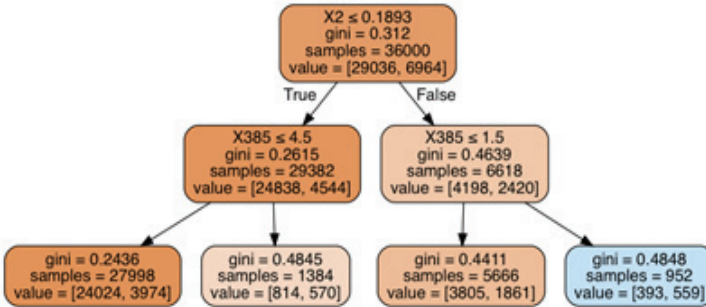 X2 ≤ 0.1893
gini = 0.312
samples = 36000
value = [29036, 6964]
True
False
X385 ≤ 4.5
gini = 0.2615
samples = 29382
value = [24838, 4544]
X385 ≤ 1.5
gini = 0.4639
samples = 6618
value = [4198, 2420]
gini = 0.2436
samples = 27998
value = [24024, 3974]
gini = 0.4845
samples = 1384
value = [814, 570]
gini = 0.4411
samples = 5666
value = [3805, 1861]
gini = 0.4848
samples = 952
value = [393, 559]